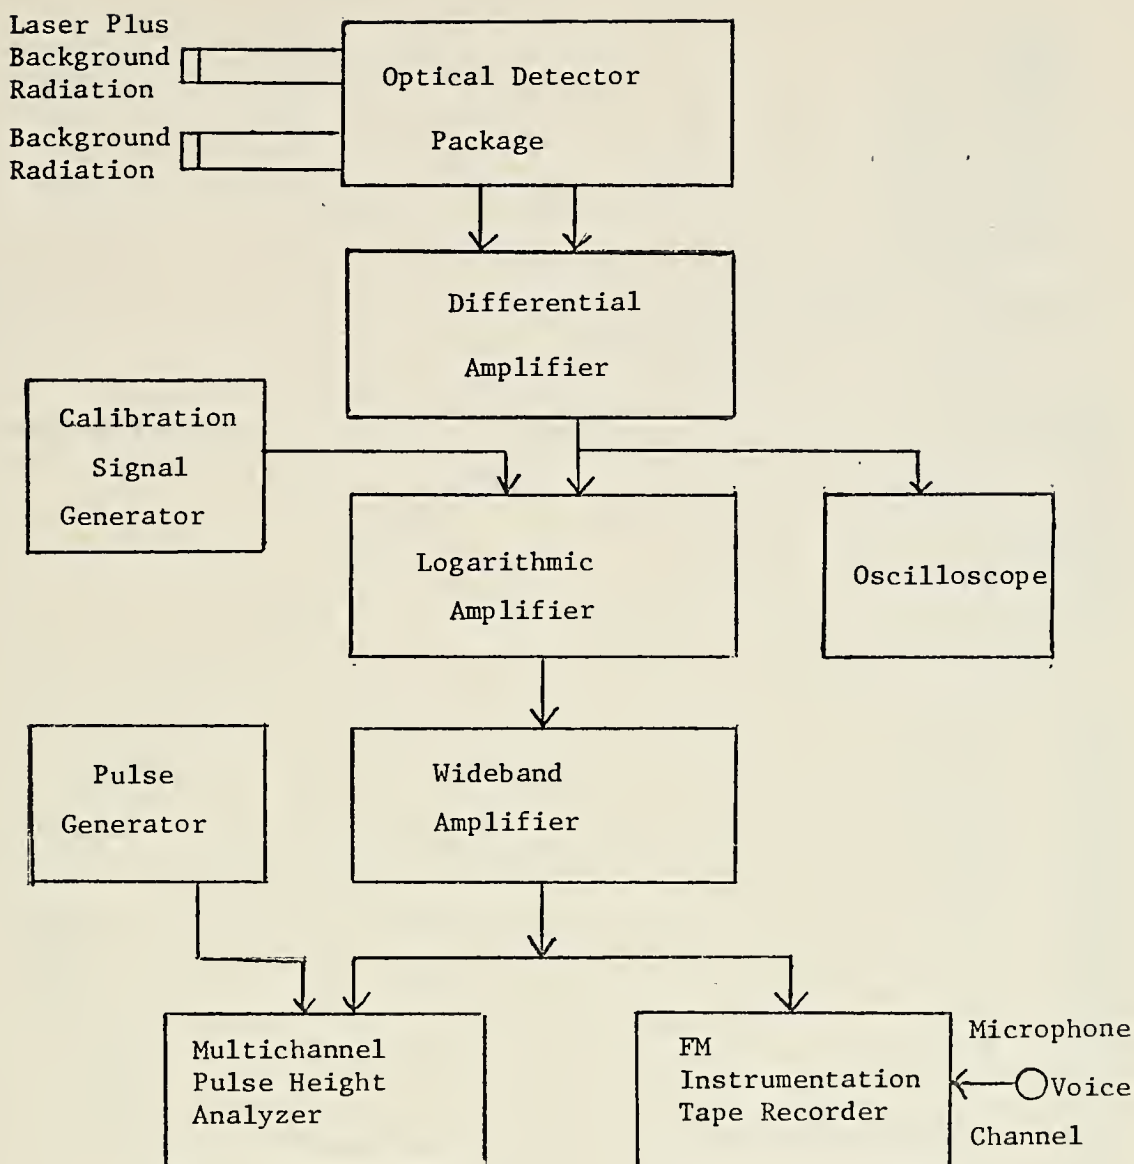 Laser Plus
Background
Radiation
Background
Radiation
Optical Detector
Package
Differential
Amplifier
Calibration
Signal
Generator
Logarithmic
Amplifier
Oscilloscope
Pulse
Generator
Wideband
Amplifier
Multichannel
Pulse Height
Analyzer
FM
Instrumentation
Tape Recorder
Microphone
Voice
Channel